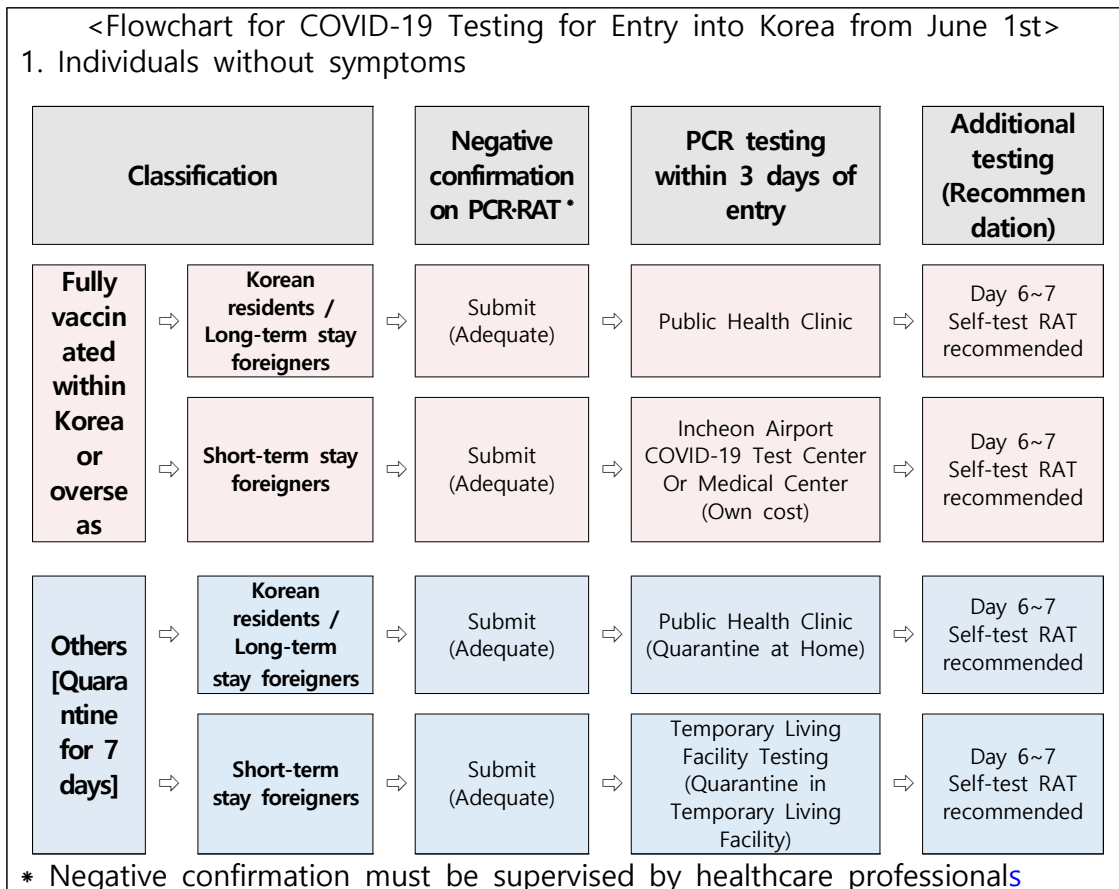 <Flowchart for COVID-19 Testing for Entry into Korea from June 1st>
1. Individuals without symptoms
Classification
Negative
confirmation
on PCR·RAT *
PCR testing
within 3 days of
entry
Additional
testing
(Recommen
dation)
Fully
vaccin
ated
within
Korea
or
overse
as
⇨
Korean
residents /
Long-term stay
foreigners
⇨
Submit
(Adequate)
⇨
Public Health Clinic
⇨
Day 6~7
Self-test RAT
recommended
⇨
Short-term stay
foreigners
⇨
Submit
(Adequate)
⇨
Incheon Airport
COVID-19 Test Center
Or Medical Center
(Own cost)
⇨
Day 6~7
Self-test RAT
recommended
Others
[Quara
ntine
for 7
days]
⇨
Korean
residents /
Long-term
stay foreigners
⇨
Submit
(Adequate)
⇨
Public Health Clinic
(Quarantine at Home)
⇨
Day 6~7
Self-test RAT
recommended
⇨
Short-term
stay foreigners
⇨
Submit
(Adequate)
⇨
Temporary Living
Facility Testing
(Quarantine in
Temporary Living
Facility)
⇨
Day 6~7
Self-test RAT
recommended
* Negative confirmation must be supervised by healthcare professionals